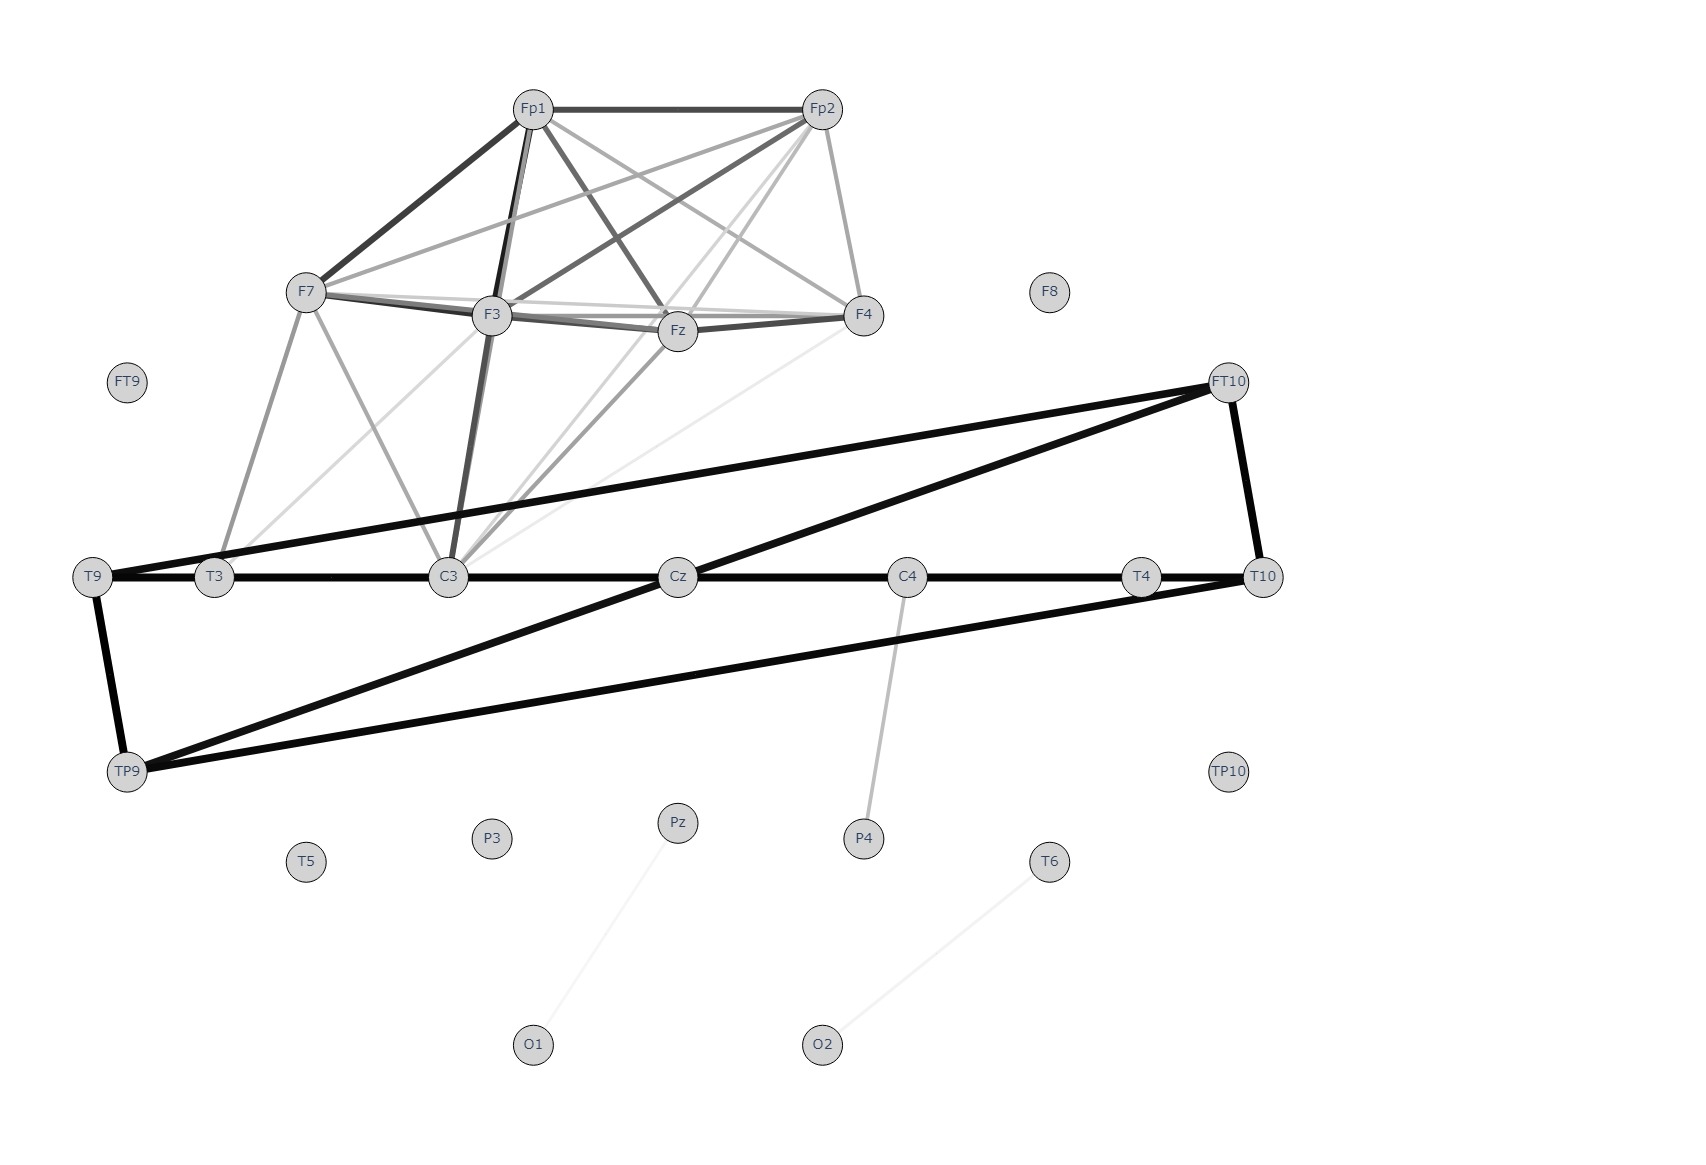 Fp1 Fp2
F7 F3 Fz F4 F8
FT9 FT10
T9 T3 C3 Cz C4 T4 T10
TP9 TP10
T5 P3 Pz P4 T6
O1 O2